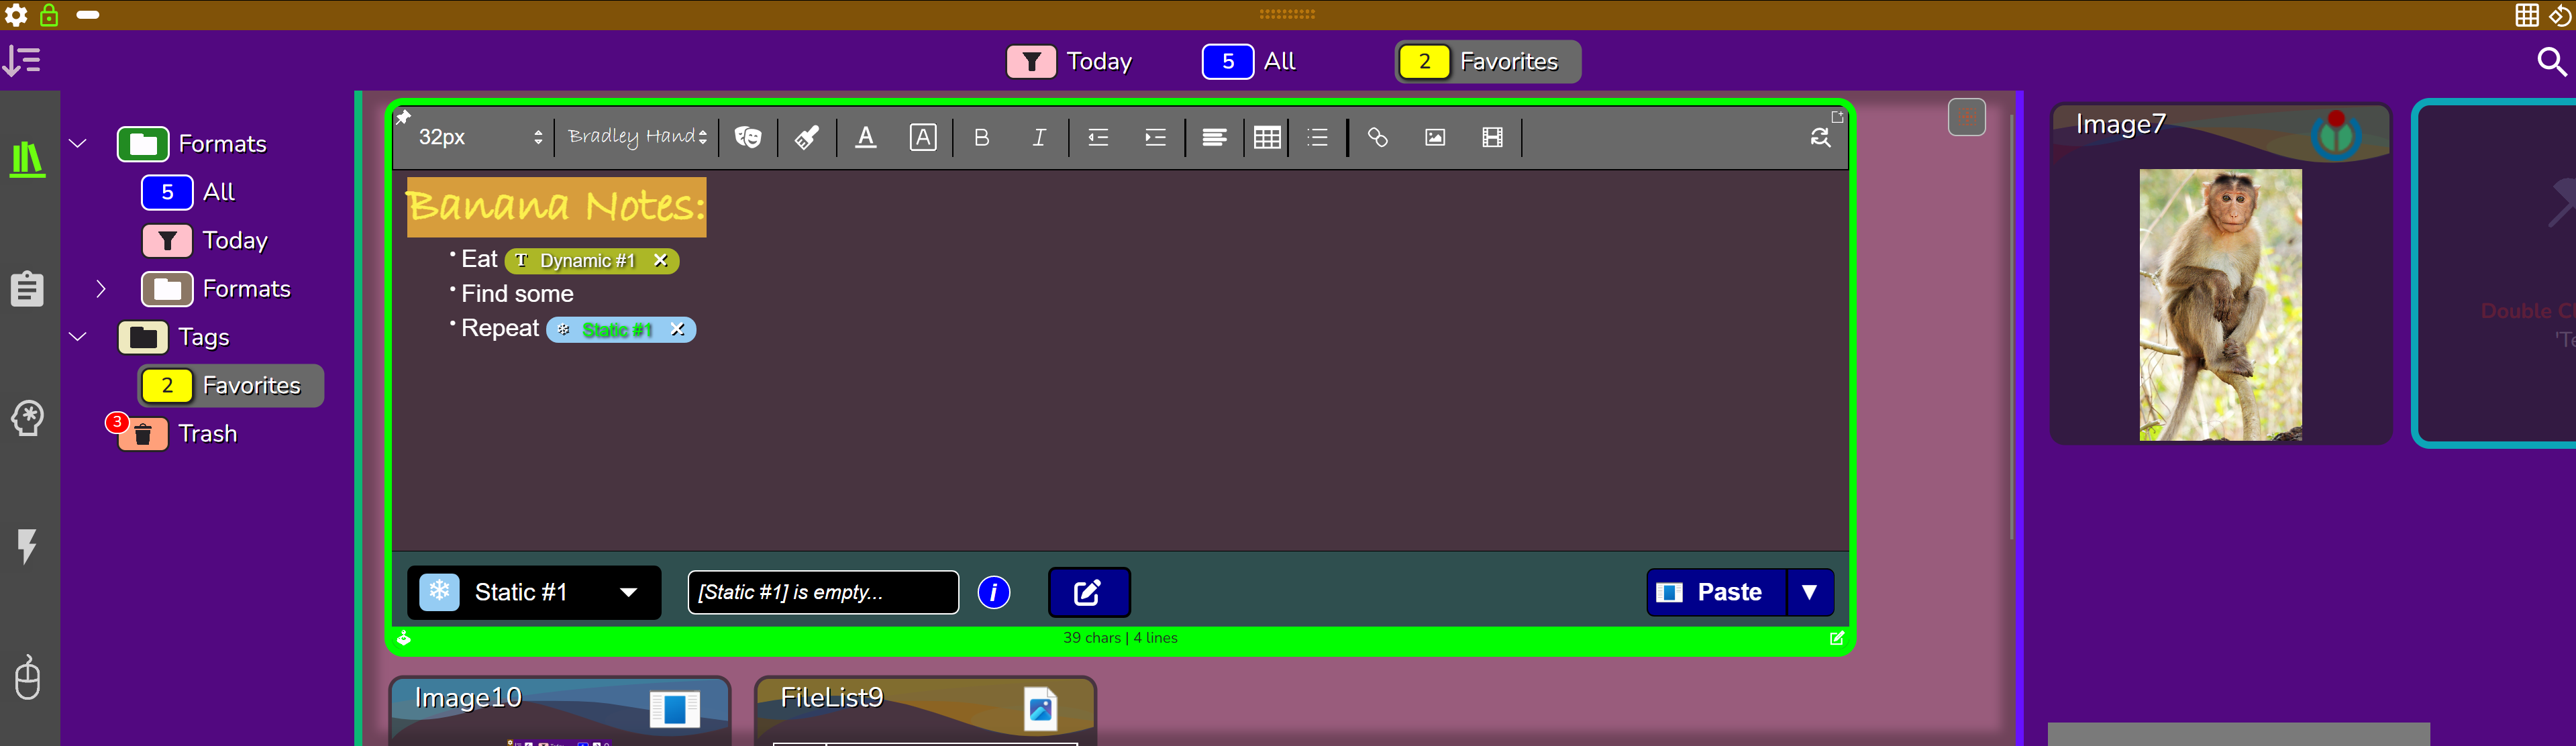 Today
5 All
2 Favorites
Formats
5 All
Today
Formats
Tags
2 Favorites
3 Trash
32px
Bradley Hand
A A B I
Banana Notes:
• Eat T Dynamic #1 ×
• Find some
• Repeat Static #1 ×
Static #1
[Static #1] is empty...
i
Paste
39 chars | 4 lines
Image10
FileList9
Image7
Double Cl
'Te